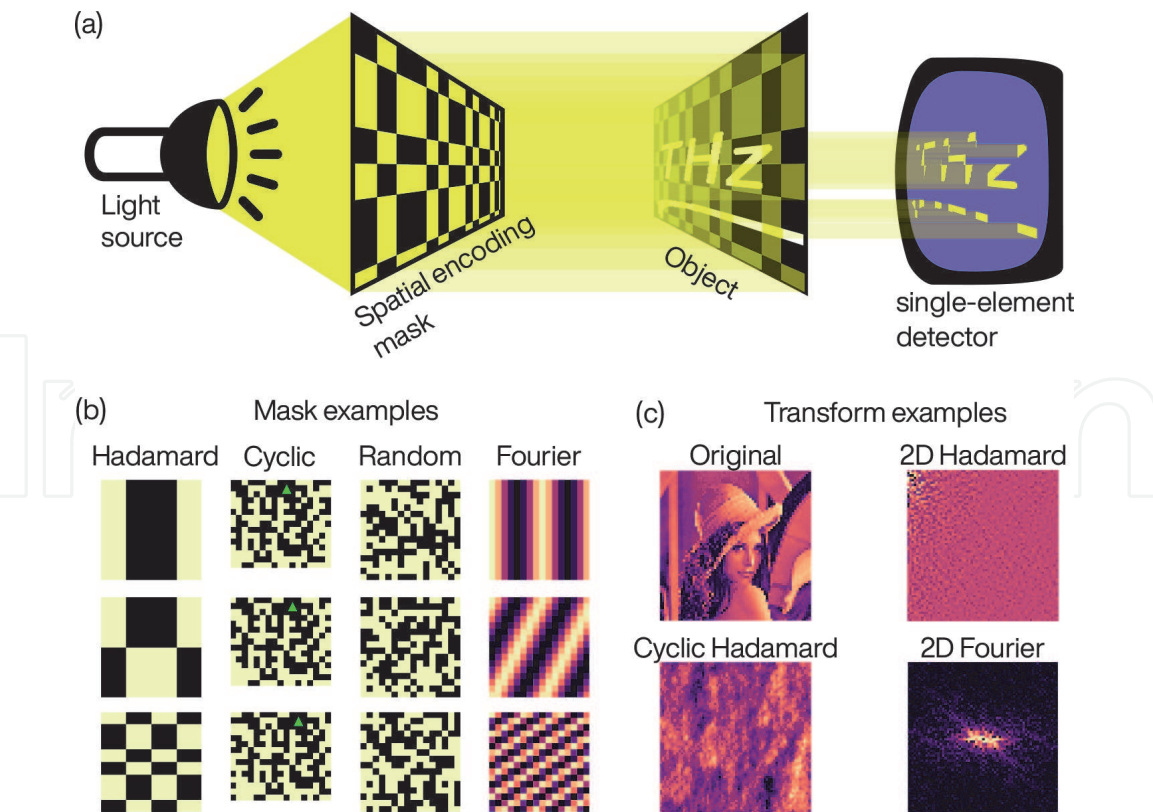 (a)
THz
Light
source
Spatial encoding
mask
Object
single-element
detector
(b)
Mask examples
Hadamard Cyclic Random Fourier
(c)
Transform examples
Original
2D Hadamard
Cyclic Hadamard
2D Fourier